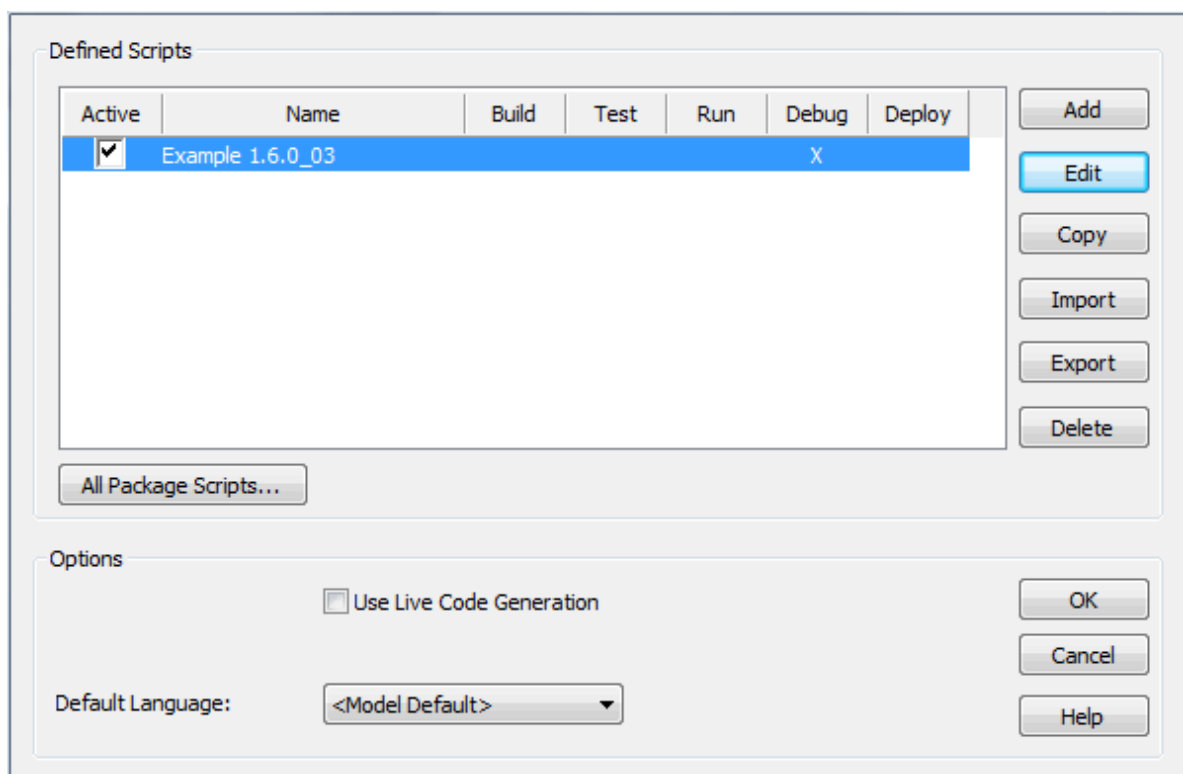 Defined Scripts
Active Name Build Test Run Debug Deploy
Example 1.6.0_03 X
Add
Edit
Copy
Import
Export
Delete
All Package Scripts...
Options
Use Live Code Generation
Default Language: <Model Default>
OK
Cancel
Help